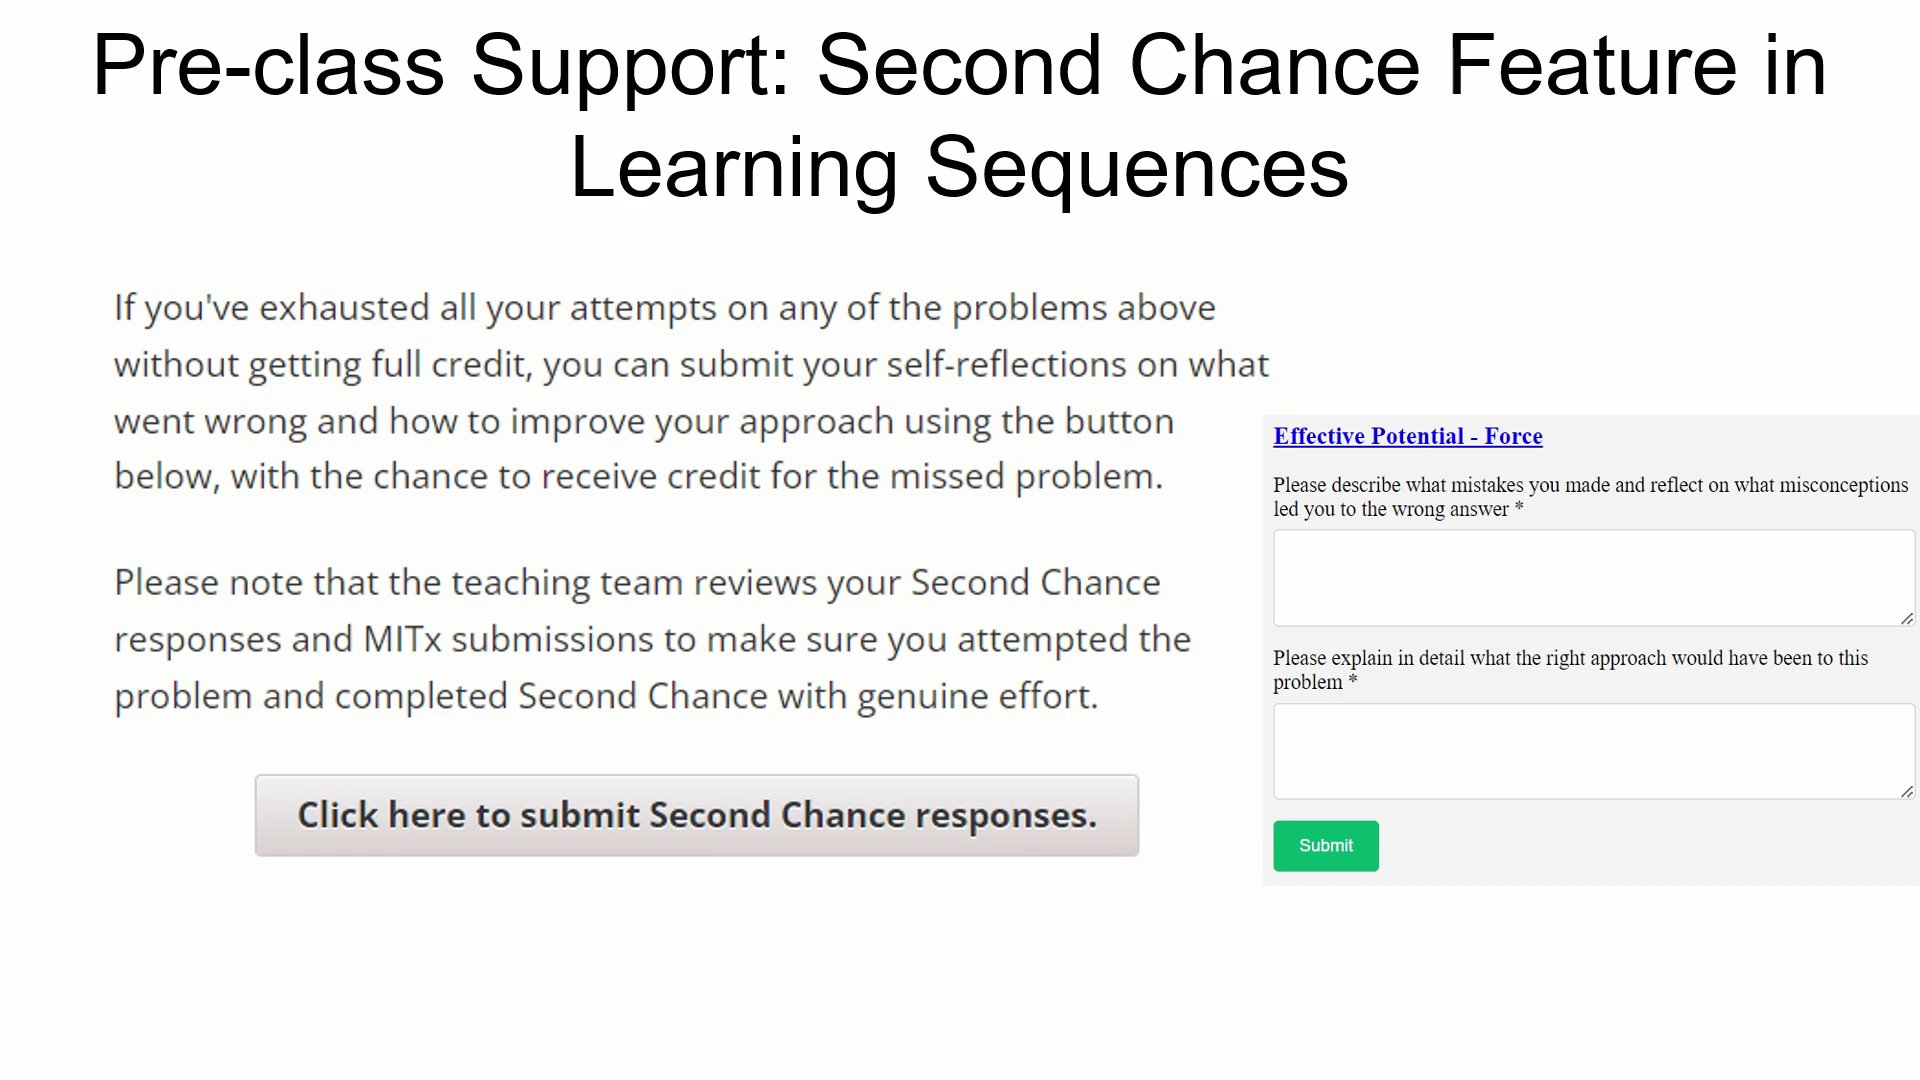 Pre-class Support: Second Chance Feature in
Learning Sequences
If you've exhausted all your attempts on any of the problems above
without getting full credit, you can submit your self-reflections on what
went wrong and how to improve your approach using the button
below, with the chance to receive credit for the missed problem.
Please note that the teaching team reviews your Second Chance
responses and MITx submissions to make sure you attempted the
problem and completed Second Chance with genuine effort.
Click here to submit Second Chance responses.
Effective Potential - Force
Please describe what mistakes you made and reflect on what misconceptions
led you to the wrong answer *
Please explain in detail what the right approach would have been to this
problem *
Submit